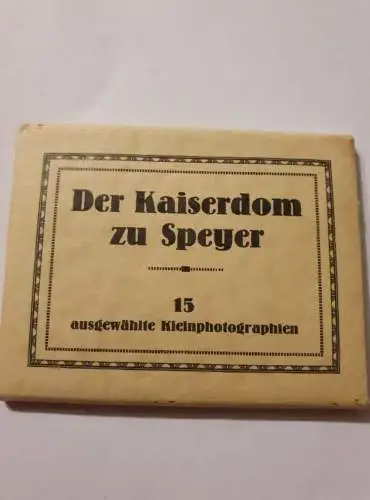 Der Kaiserdom
zu Speyer
15
ausgewählte Kleinphotographien